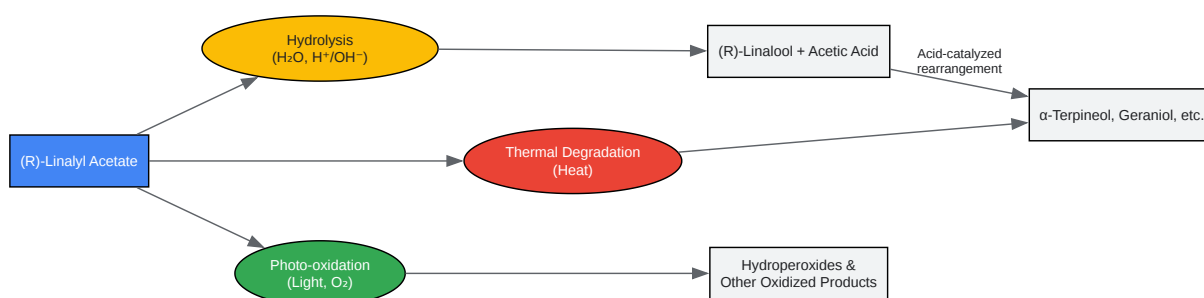 Hydrolysis
(H₂O, H⁺/OH⁻)
(R)-Linalool + Acetic Acid
Acid-catalyzed
rearrangement
α-Terpineol, Geraniol, etc.
(R)-Linalyl Acetate
Thermal Degradation
(Heat)
Photo-oxidation
(Light, O₂)
Hydroperoxides &
Other Oxidized Products